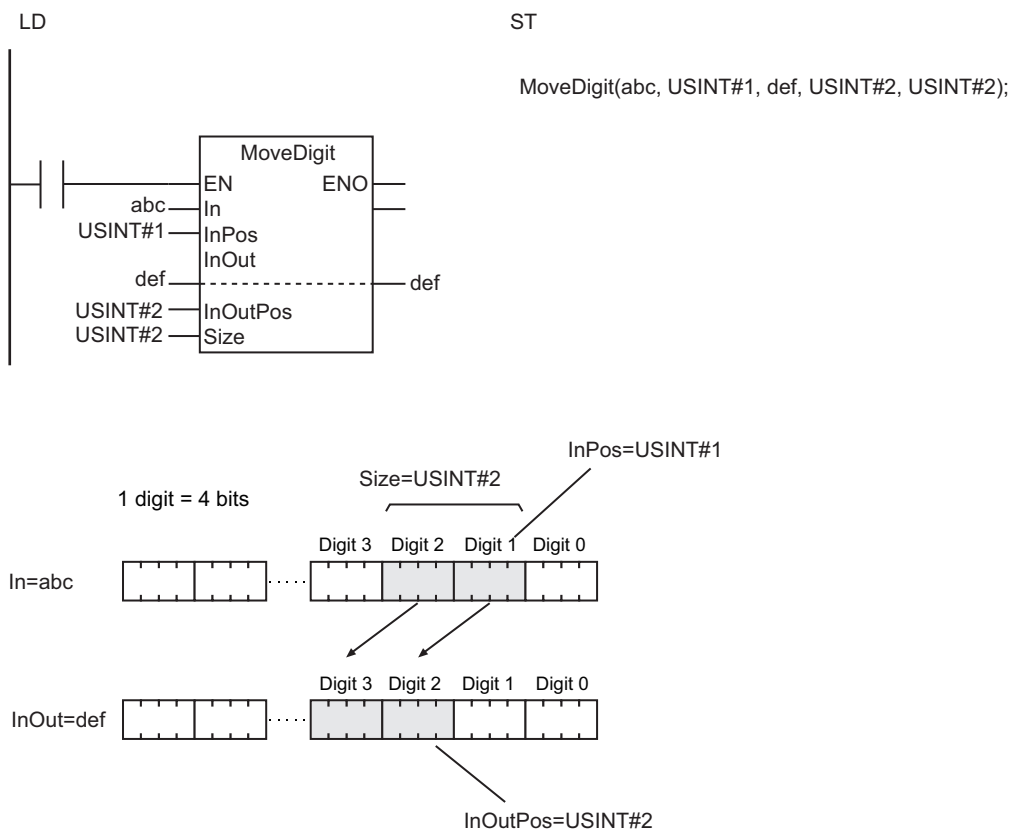 LD
ST
MoveDigit(abc, USINT#1, def, USINT#2, USINT#2);
MoveDigit
EN ENO
abc In
USINT#1 InPos
InOut
def def
USINT#2 InOutPos
USINT#2 Size
InPos=USINT#1
Size=USINT#2
1 digit = 4 bits
Digit 3 Digit 2 Digit 1 Digit 0
In=abc
Digit 3 Digit 2 Digit 1 Digit 0
InOut=def
InOutPos=USINT#2